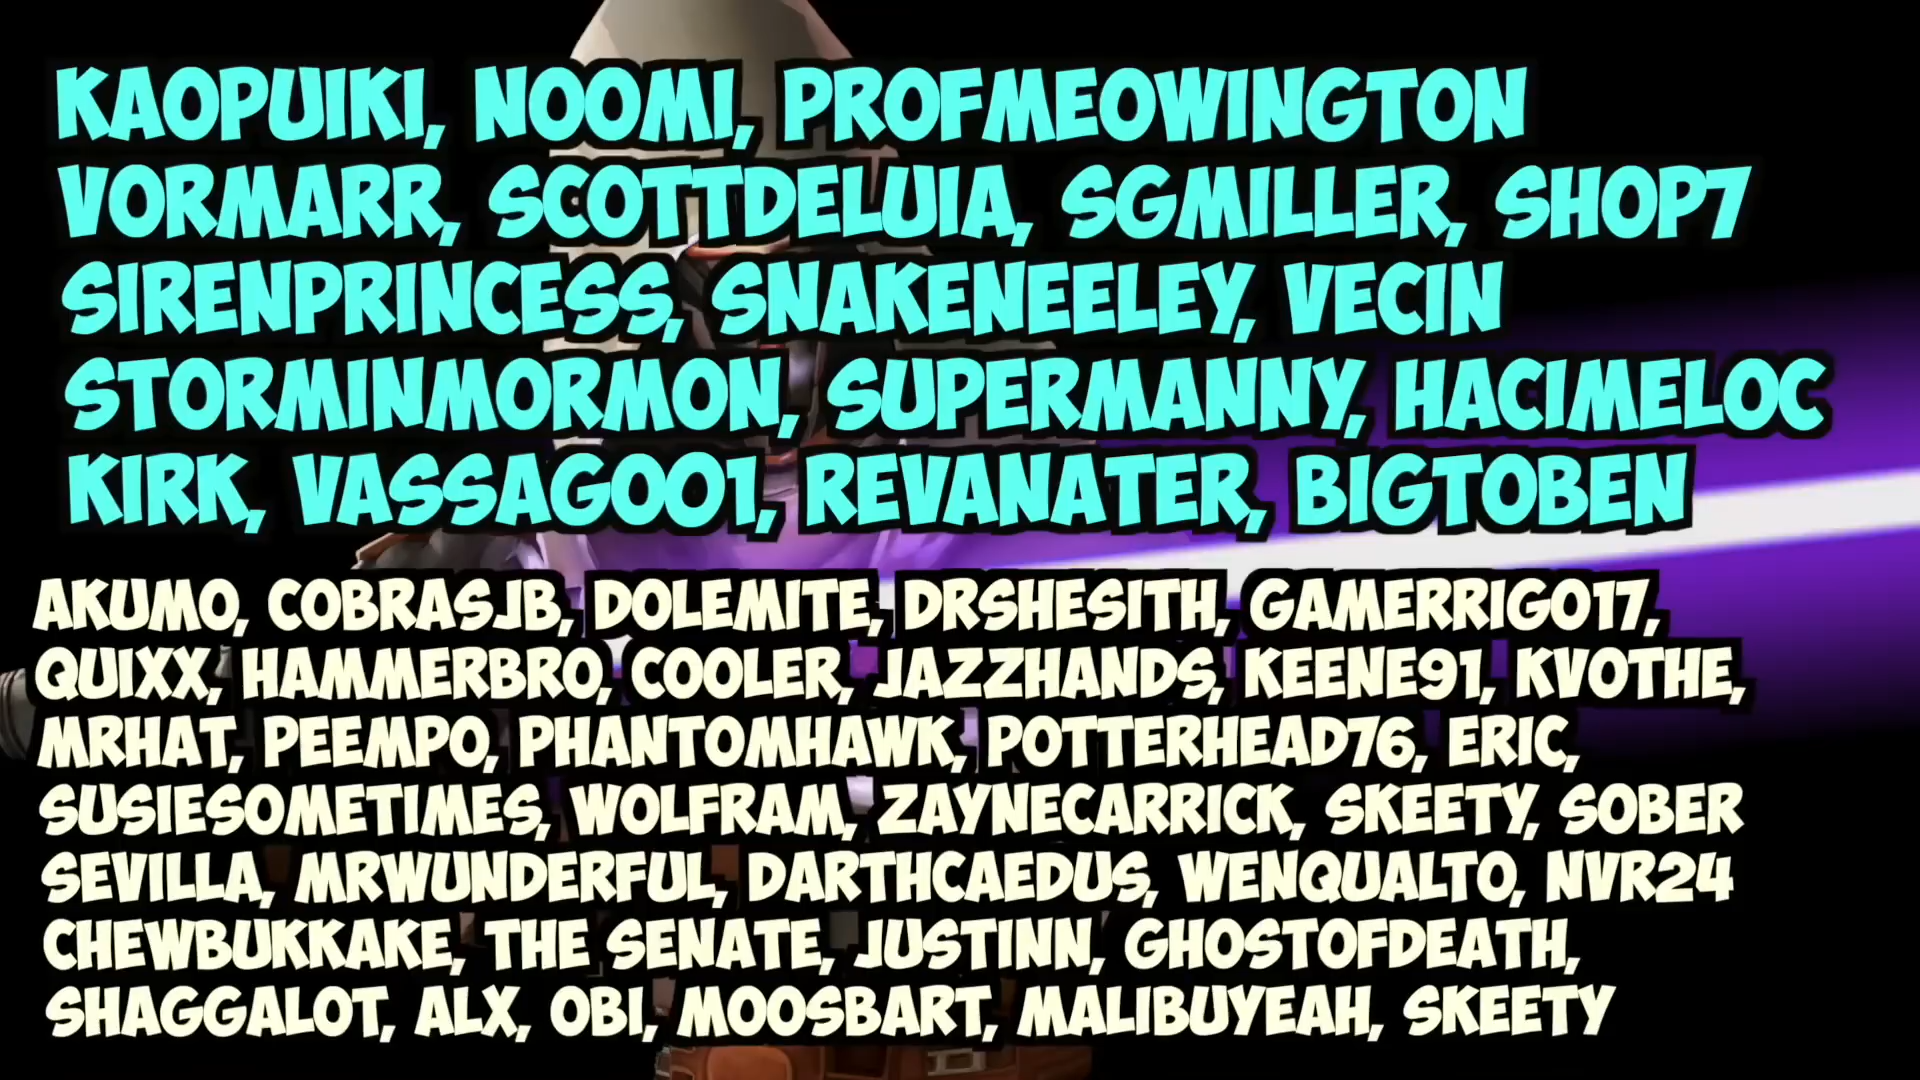 KAOPUIKI, NOOMI, PROFMEOWINGTON
VORMARR, SCOTTDELUIA, SGMILLER, SHOP7
SIRENPRINCESS, SNAKENEELEY, VECIN
STORMINMORMON, SUPERMANNY, HACIMELOC
KIRK, VASSAGO01, REVANATER, BIGTOBEN
AKUMO, COBRASJB, DOLEMITE, DRSHESITH, GAMERRIGO17,
QUIXX, HAMMERBRO, COOLER, JAZZHANDS, KEENE91, KVOTHE,
MRHAT, PEEMPO, PHANTOMHAWK, POTTERHEAD76, ERIC,
SUSIESOMETIMES, WOLFRAM, ZAYNECARRICK, SKEETY, SOBER
SEVILLA, MRWUNDERFUL, DARTHCAEDUS, WENQUALTO, NVR24
CHEWBUKKAKE, THE SENATE, JUSTINN, GHOSTOFDEATH,
SHAGGALOT, ALX, OBI, MOOSBART, MALIBUYEAH, SKEETY